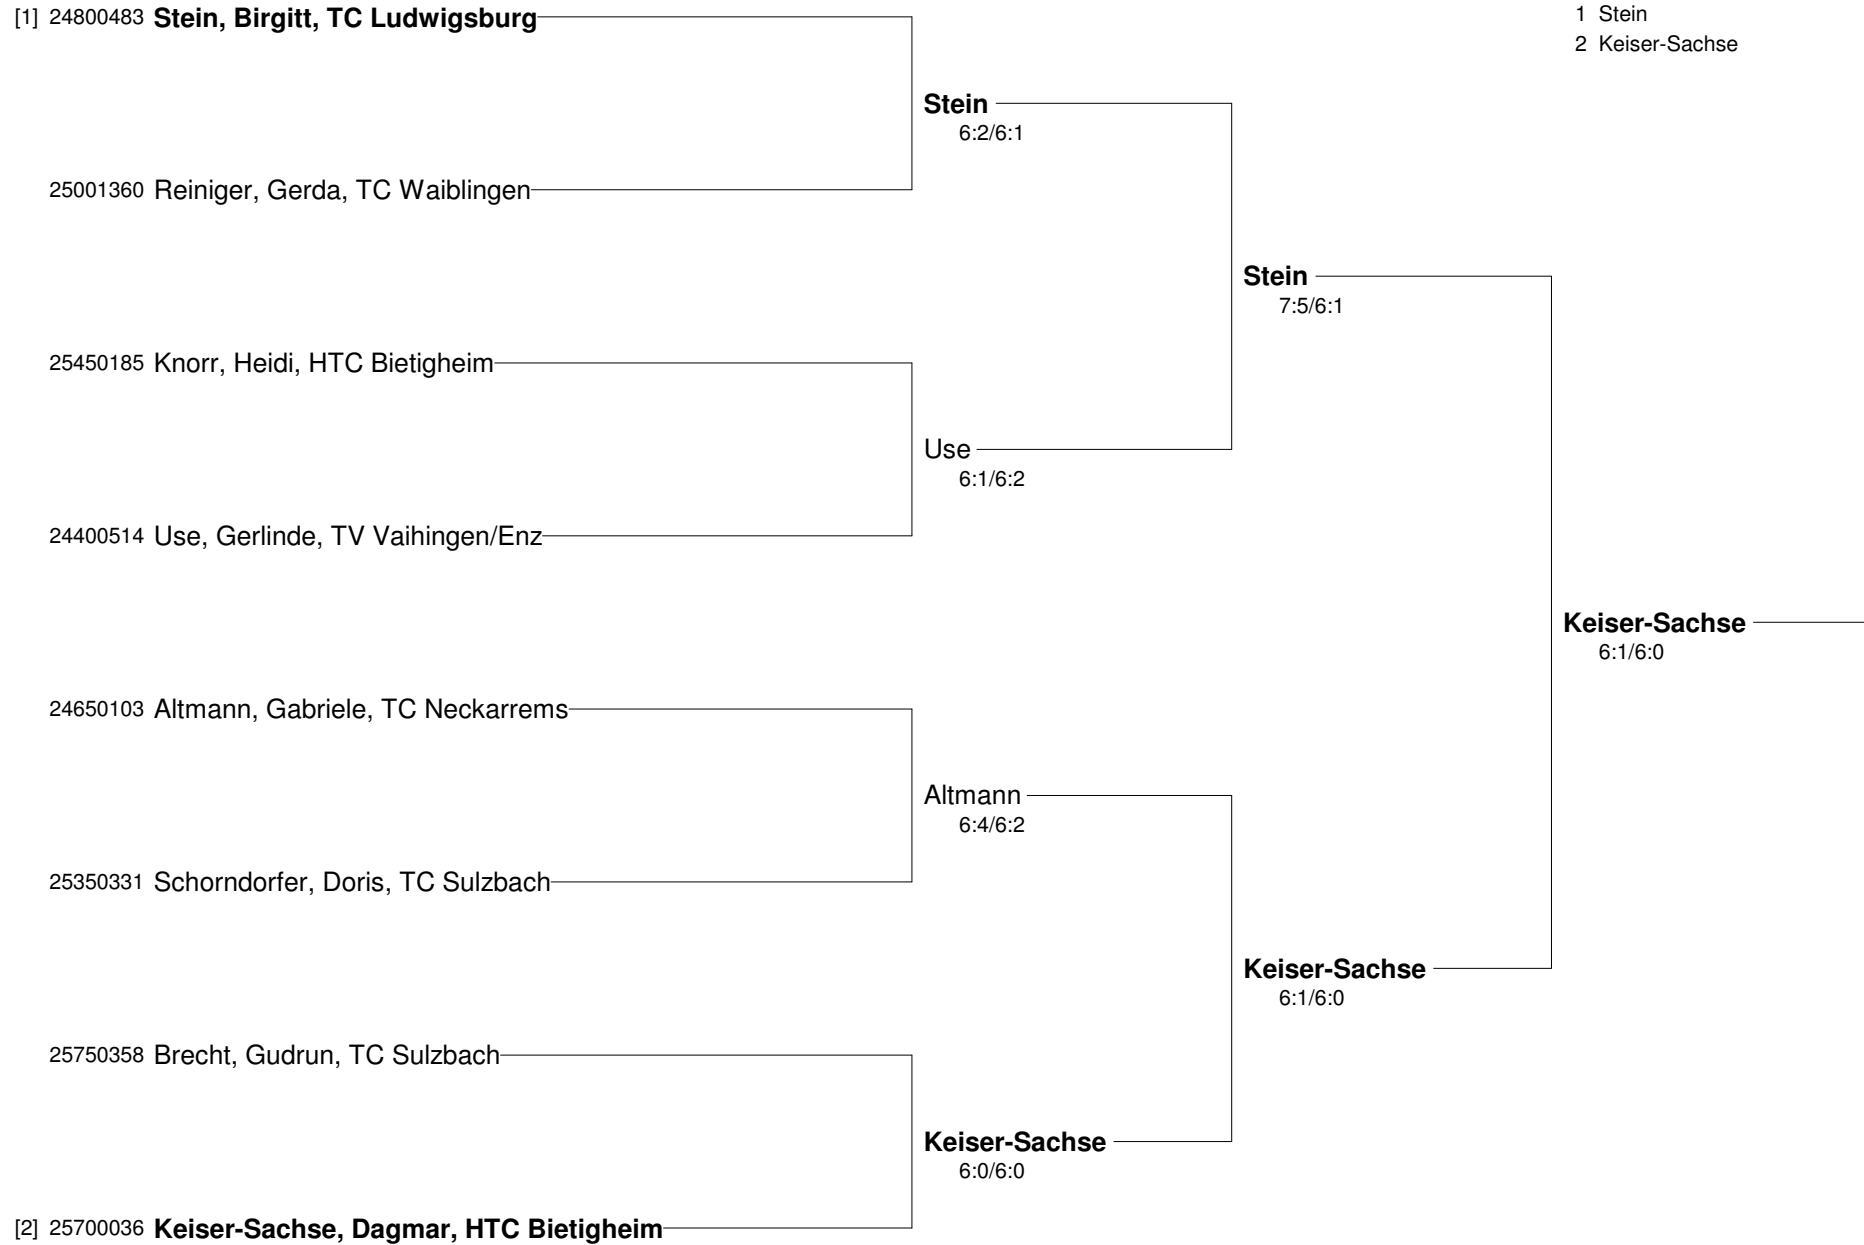 [1] 24800483 Stein, Birgitt, TC Ludwigsburg
1 Stein
2 Keiser-Sachse
Stein
6:2/6:1
25001360 Reiniger, Gerda, TC Waiblingen
Stein
7:5/6:1
25450185 Knorr, Heidi, HTC Bietigheim
Use
6:1/6:2
24400514 Use, Gerlinde, TV Vaihingen/Enz
Keiser-Sachse
6:1/6:0
24650103 Altmann, Gabriele, TC Neckarrems
Altmann
6:4/6:2
25350331 Schorndorfer, Doris, TC Sulzbach
Keiser-Sachse
6:1/6:0
25750358 Brecht, Gudrun, TC Sulzbach
Keiser-Sachse
6:0/6:0
[2] 25700036 Keiser-Sachse, Dagmar, HTC Bietigheim